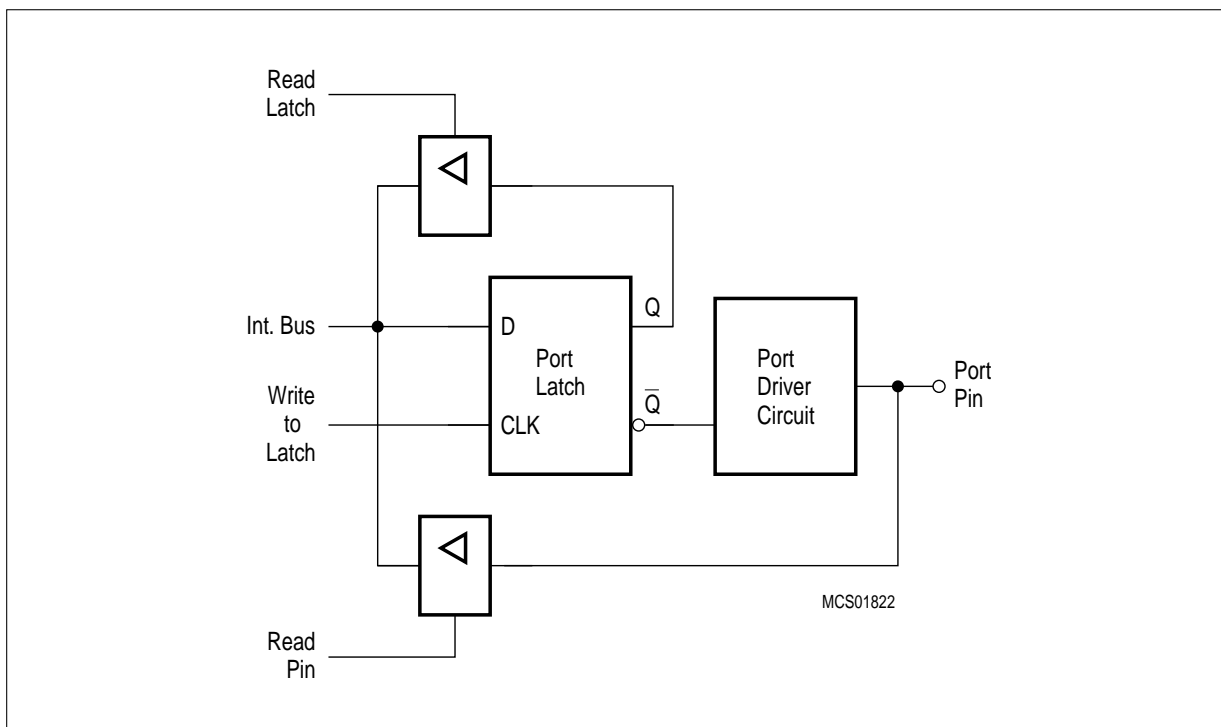 Read
Latch
Int. Bus
Write
to
Latch
Read
Pin
D
CLK
Port
Latch
Q
Q̅
Port
Driver
Circuit
Port
Pin
MCS01822